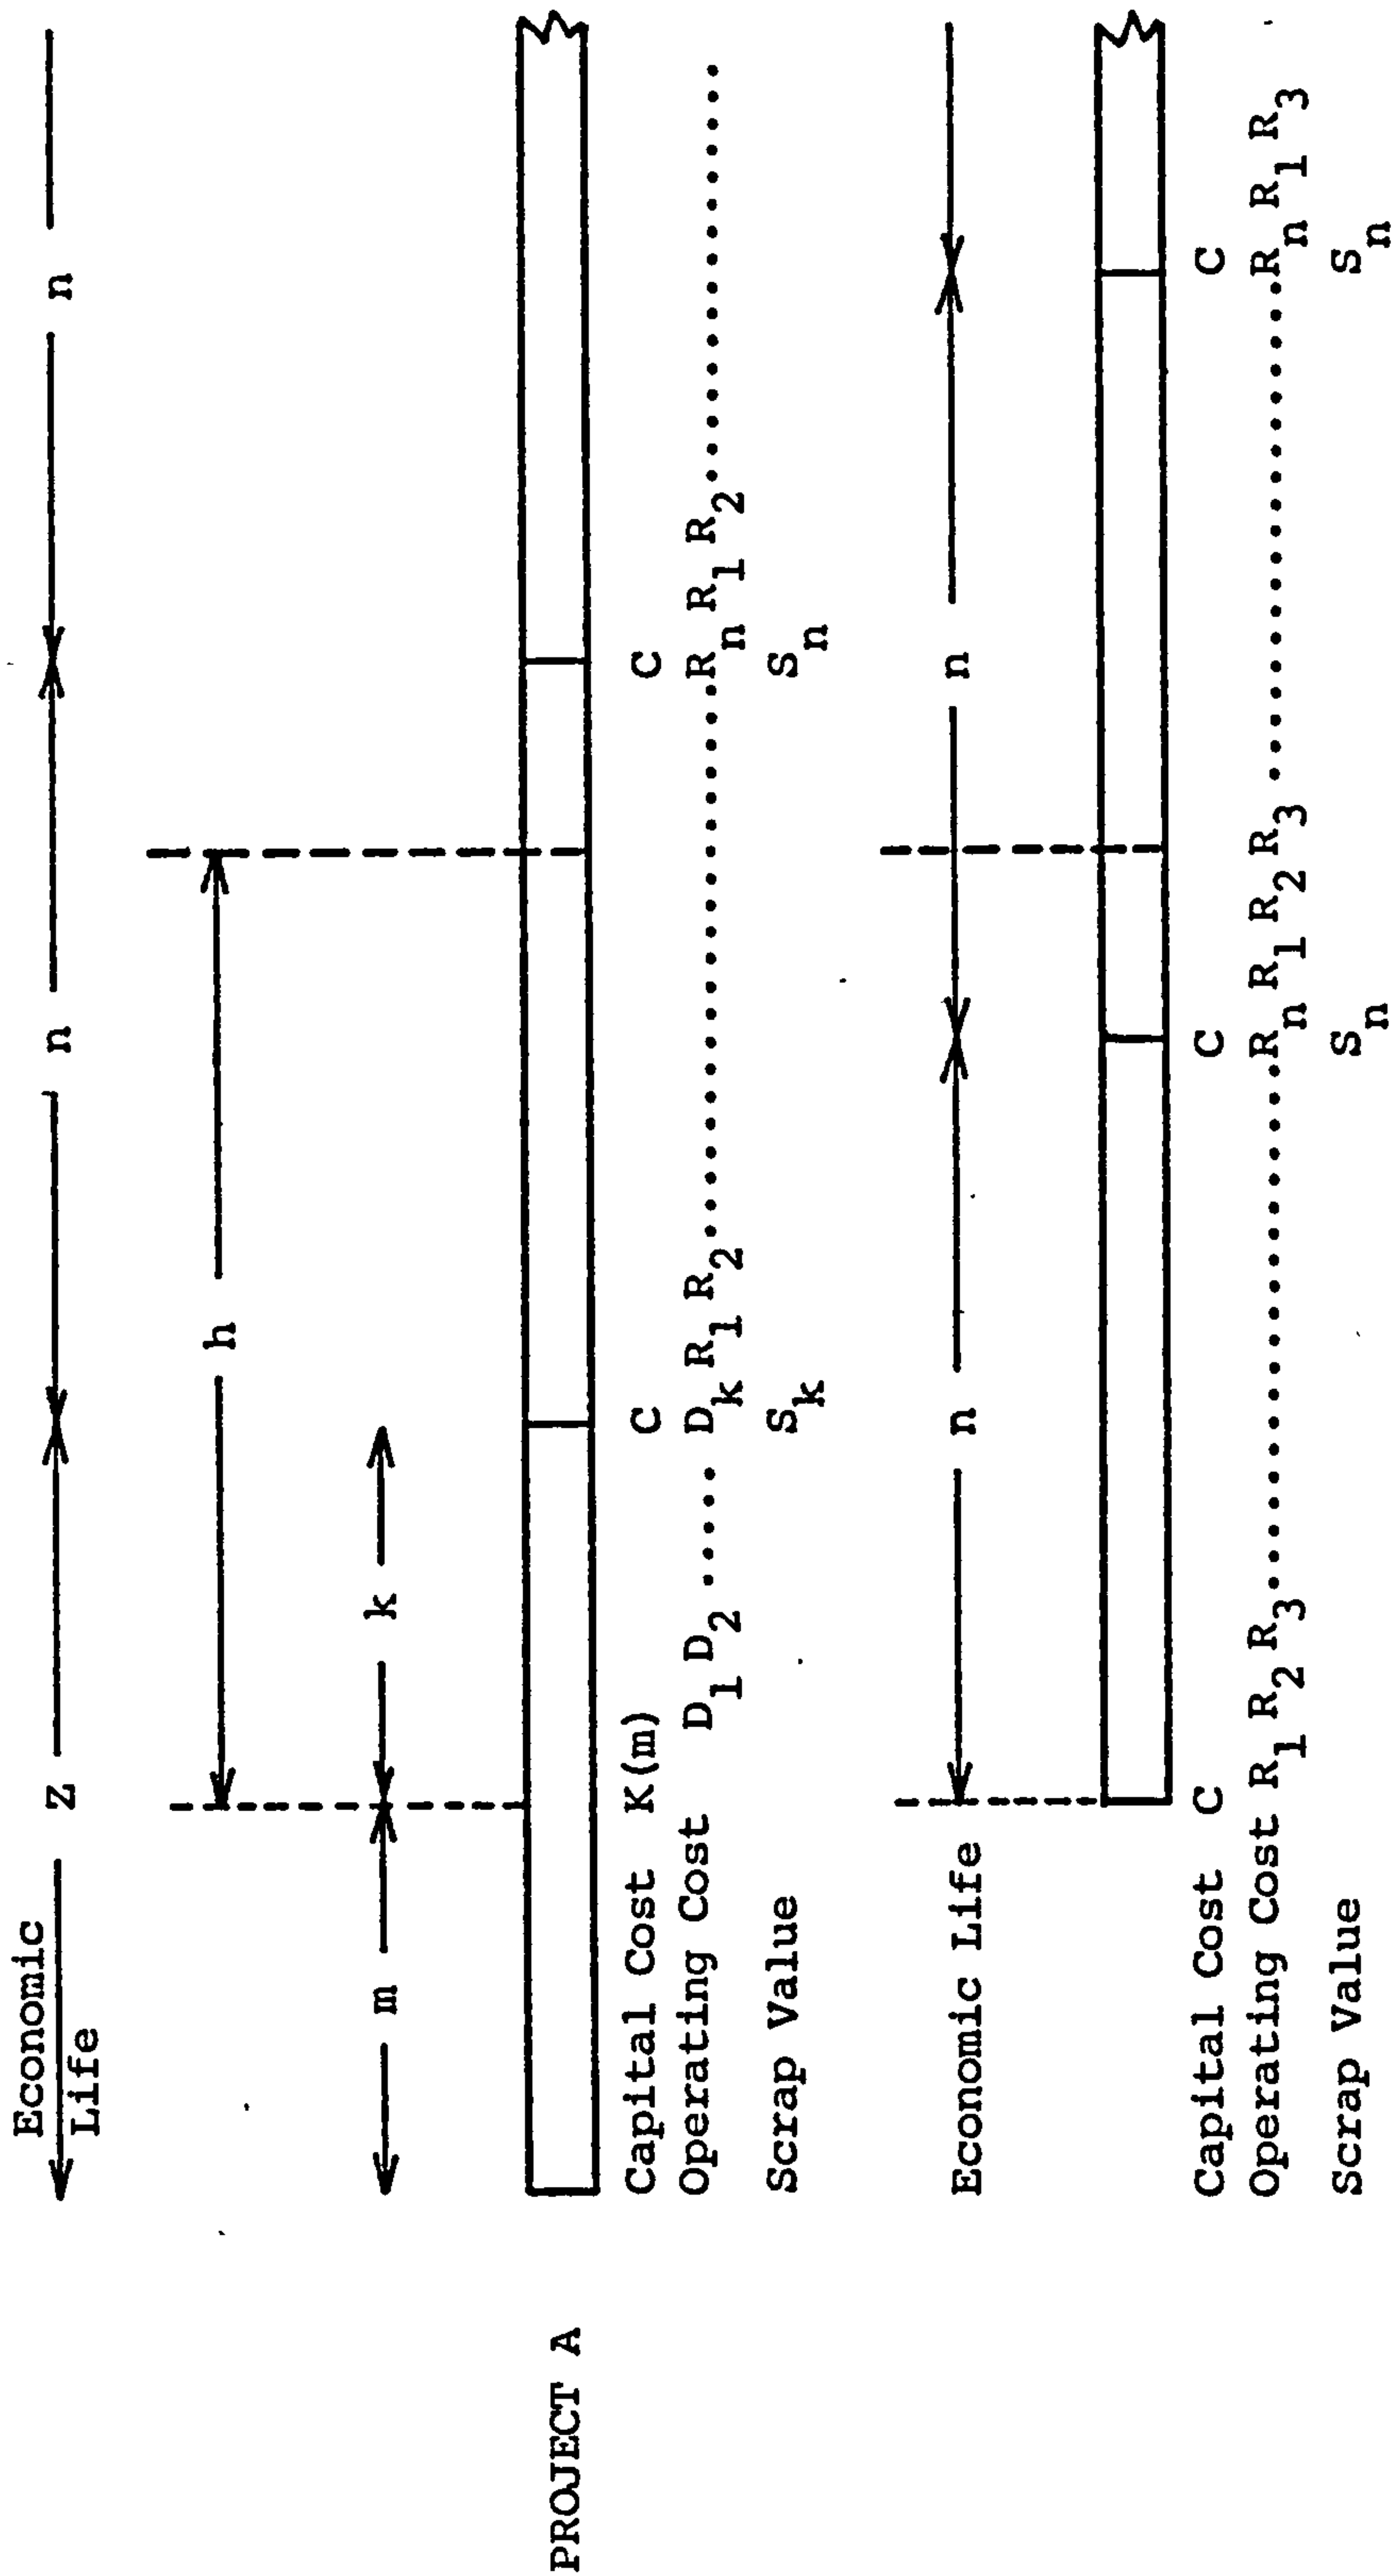 Economic
Life Z n n
h
m k
PROJECT A
Capital Cost K(m) C C
Operating Cost D₁ D₂ ..... Dₖ R₁ R₂.....................Rₙ R₁ R₂................
Scrap Value Sₖ Sₙ
Economic Life n n
Capital Cost C C C
Operating Cost R₁ R₂ R₃.....................Rₙ R₁ R₂ R₃ ...................Rₙ R₁ R₃
Scrap Value Sₙ Sₙ